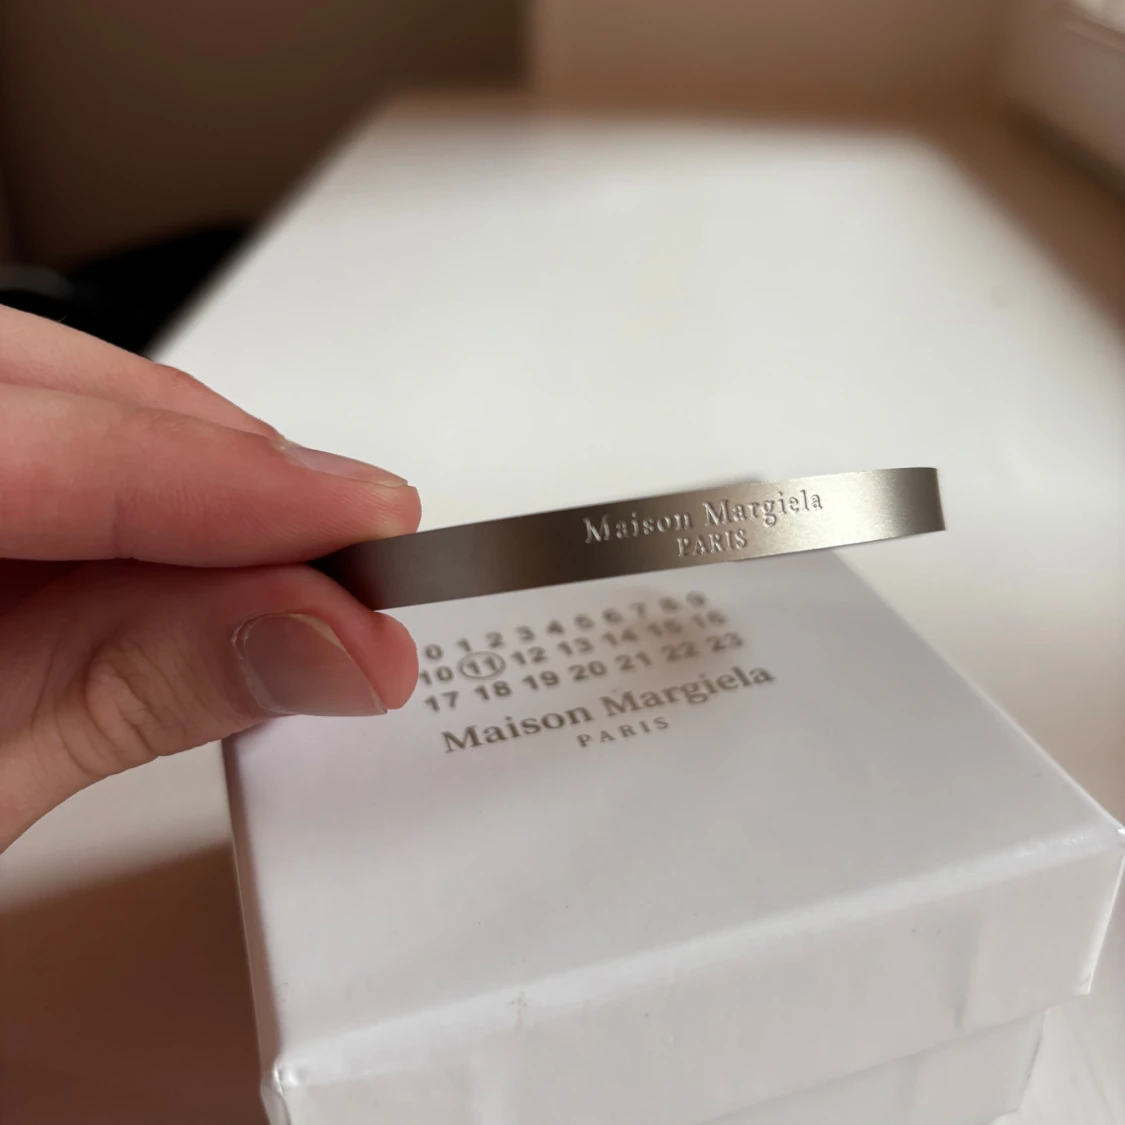 Maison Margiela
PARIS
0 1 2 3 4 5 6 7 8 9
10 11 12 13 14 15 16
17 18 19 20 21 22 23
Maison Margiela
PARIS